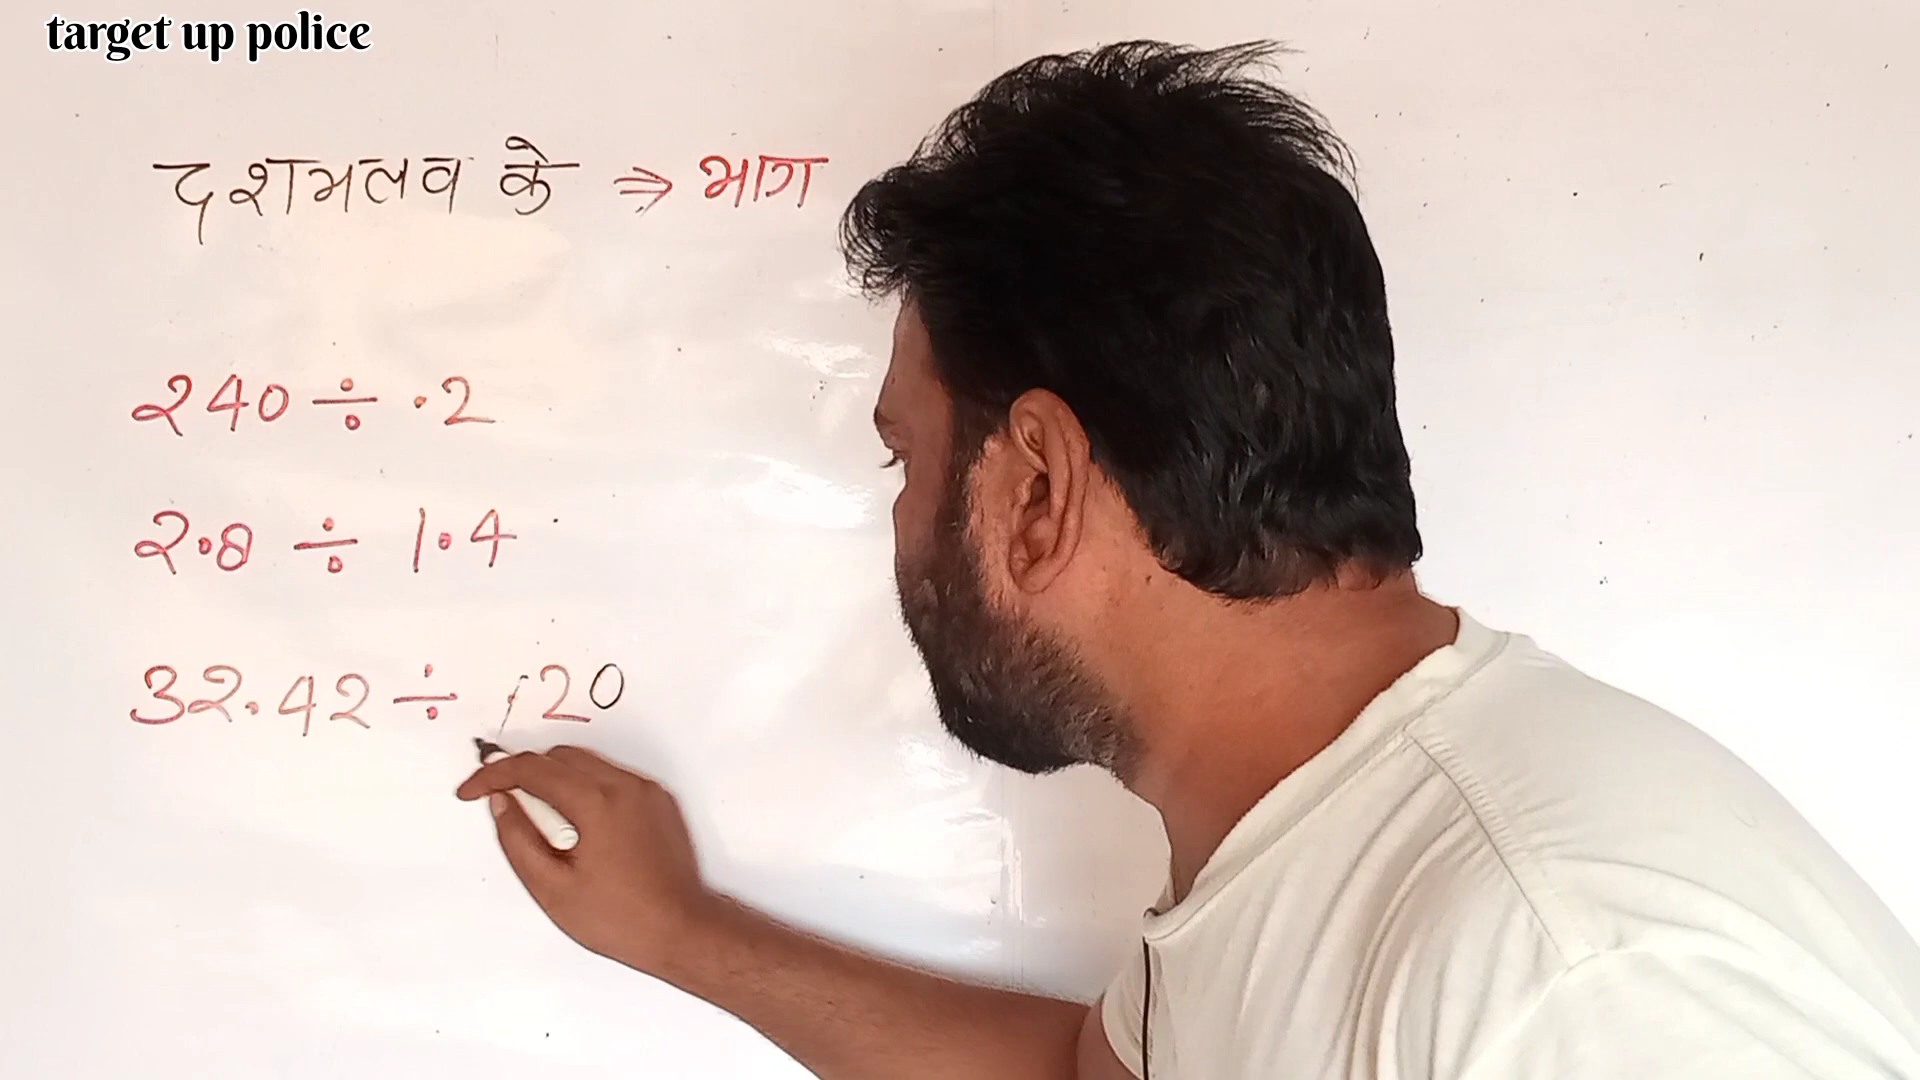 target up police
दशमलव के ⇒ भाग
240 ÷ .2
2.8 ÷ 1.4
32.42 ÷ 120